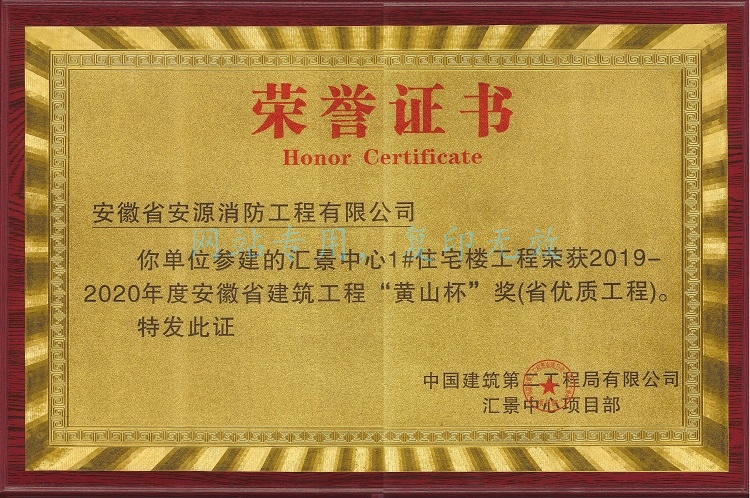 荣誉证书
Honor Certificate
安徽省安源消防工程有限公司
网站专用，复印无效
你单位参建的汇景中心1#住宅楼工程荣获2019-
2020年度安徽省建筑工程“黄山杯”奖(省优质工程)。
特发此证
中国建筑第二工程局有限公司
汇景中心项目部